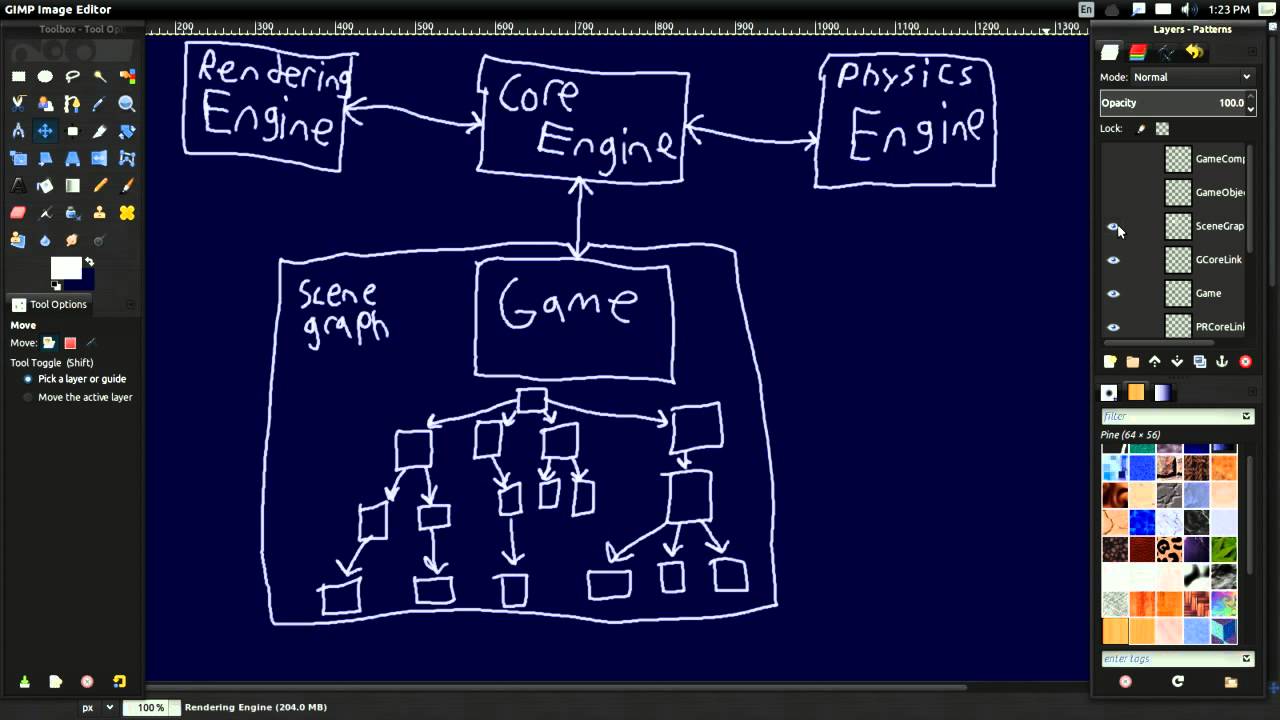 GIMP Image Editor
En
1:23 PM
Toolbox - Tool Opt
200 300 400 500 600 700 800 900 1000 1100 1200 1300
Layers - Patterns
Rendering
Engine
Core
Engine
Physics
Engine
Scene
graph
Game
Mode: Normal
Opacity 100.0
Lock:
GameComp
GameObje
SceneGrap
GCoreLink
Game
PRCoreLink
Tool Options
Move
Move:
Tool Toggle (Shift)
Pick a layer or guide
Move the active layer
filter
Pine (64 × 56)
enter tags
px
100%
Rendering Engine (204.0 MB)